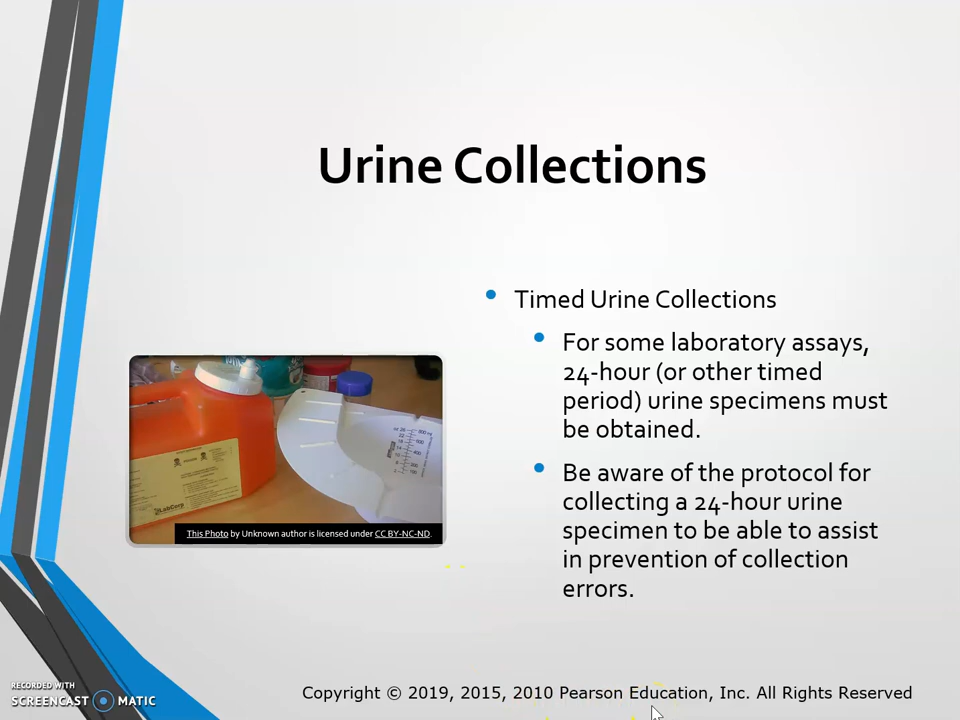 Urine Collections
Timed Urine Collections
For some laboratory assays,
24-hour (or other timed
period) urine specimens must
be obtained.
Be aware of the protocol for
collecting a 24-hour urine
specimen to be able to assist
in prevention of collection
errors.
LabCorp
This Photo by Unknown author is licensed under CC BY-NC-ND.
RECORDED WITH
SCREENCAST MATIC
Copyright © 2019, 2015, 2010 Pearson Education, Inc. All Rights Reserved